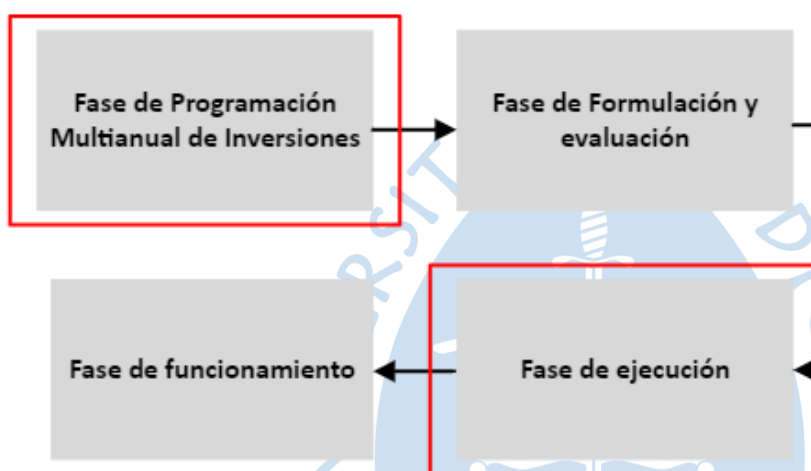 Fase de Programación
Multianual de Inversiones
Fase de Formulación y
evaluación
Fase de funcionamiento
Fase de ejecución